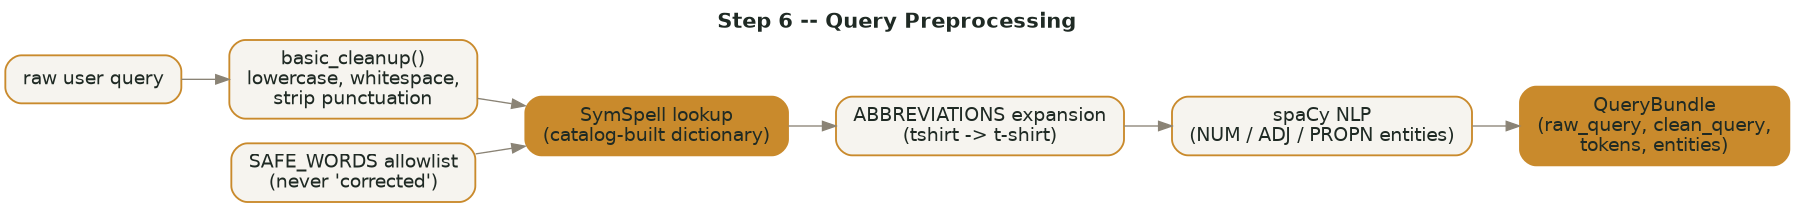 Step 6 -- Query Preprocessing
raw user query
basic_cleanup()
lowercase, whitespace,
strip punctuation
SAFE_WORDS allowlist
(never 'corrected')
SymSpell lookup
(catalog-built dictionary)
ABBREVIATIONS expansion
(tshirt -> t-shirt)
spaCy NLP
(NUM / ADJ / PROPN entities)
QueryBundle
(raw_query, clean_query,
tokens, entities)